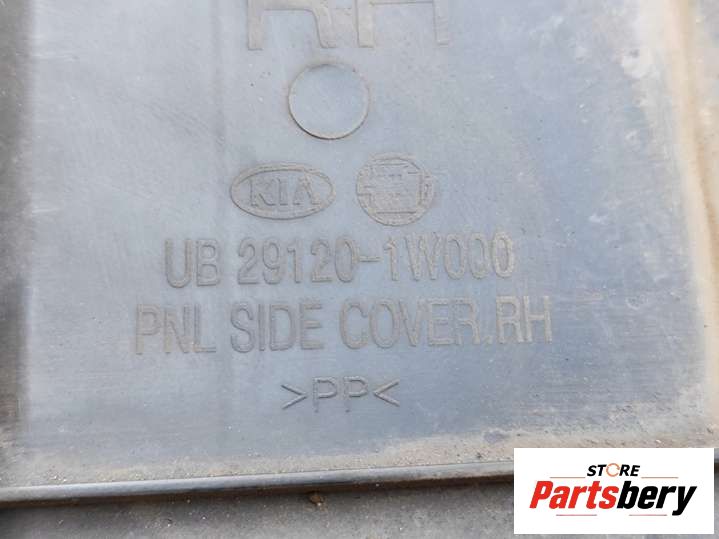 RH
KIA
UB 29120-1W000
PNL SIDE COVER.RH
>PP<
STORE
Partsbery